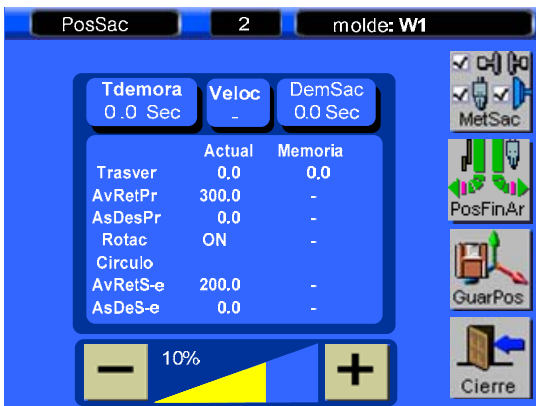 PosSac 2 molde: W1
Tdemora Veloc DemSac
0.0 Sec - 0.0 Sec
Actual Memoria
Trasver 0,0 0,0
AvRetPr 300.0 -
AsDesPr 0.0 -
Rotac ON -
Circulo
AvRetS-e 200.0 -
AsDeS-e 0.0 -
- 10% +
MetSac
PosFinAr
GuarPos
Cierre